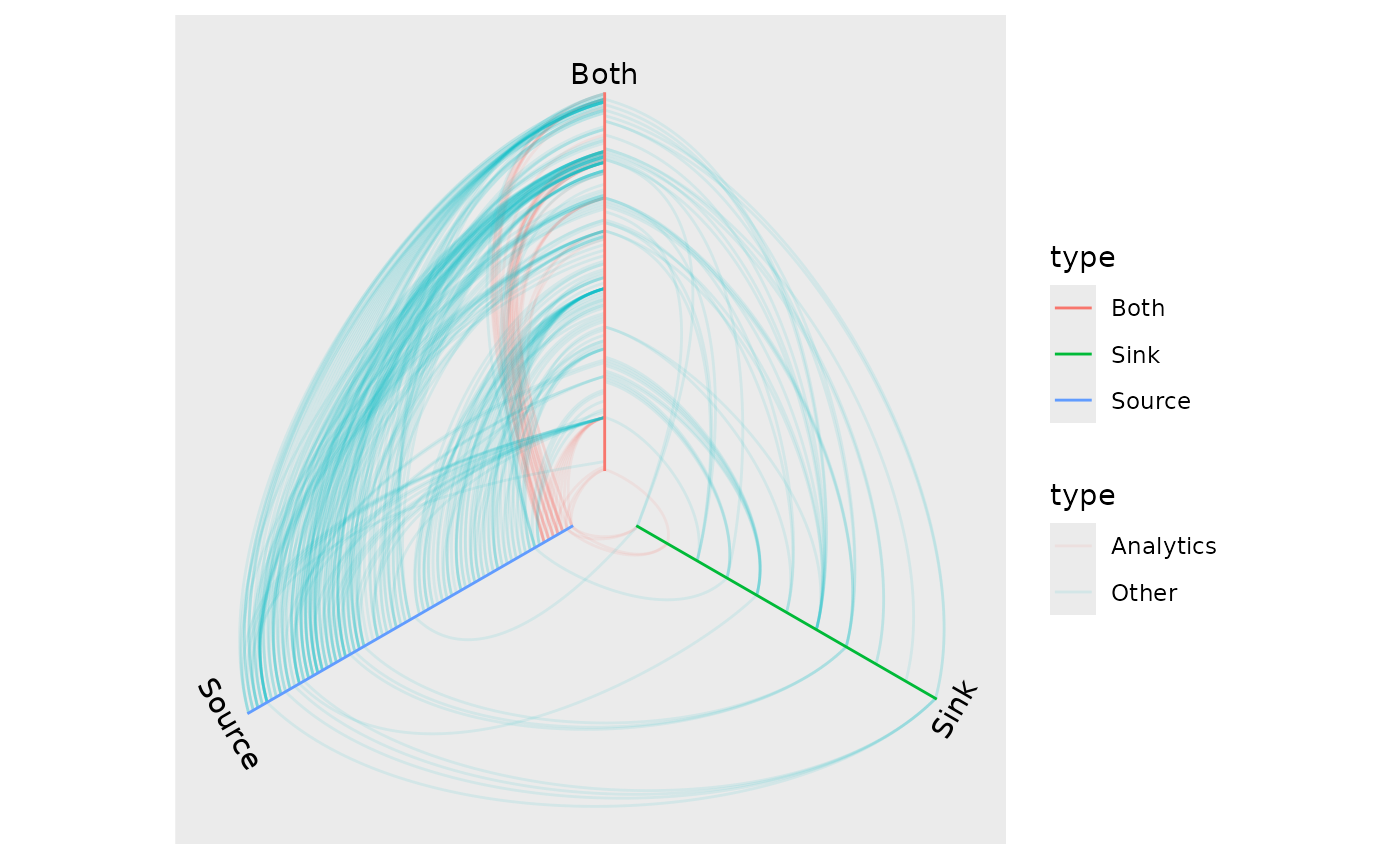 Both
Source
Sink
type
Both
Sink
Source
type
Analytics
Other